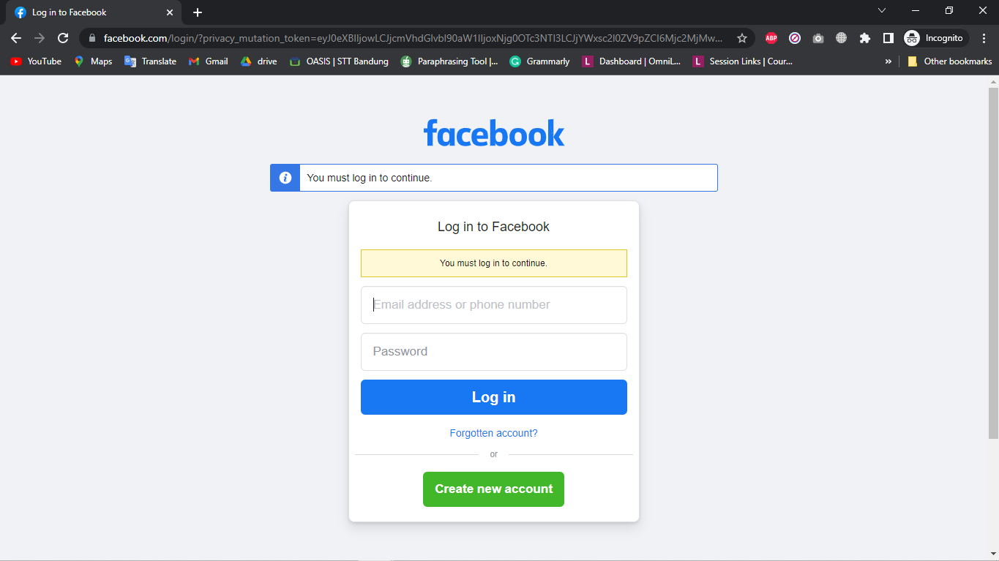 Log in to Facebook
facebook.com/login/?privacy_mutation_token=eyJ0eXBlIjowLCJjcmVhdGlvbl90aW1lIjoxNjg0OTc3NTI3LCJjYWxsc2l0ZV9pZCI6Mjc2MjMw...
ABP
Incognito
YouTube
Maps
Translate
Gmail
drive
OASIS | STT Bandung
Paraphrasing Tool |...
Grammarly
L Dashboard | OmniL...
L Session Links | Cour...
»
Other bookmarks
facebook
You must log in to continue.
Log in to Facebook
You must log in to continue.
Email address or phone number
Password
Log in
Forgotten account?
or
Create new account